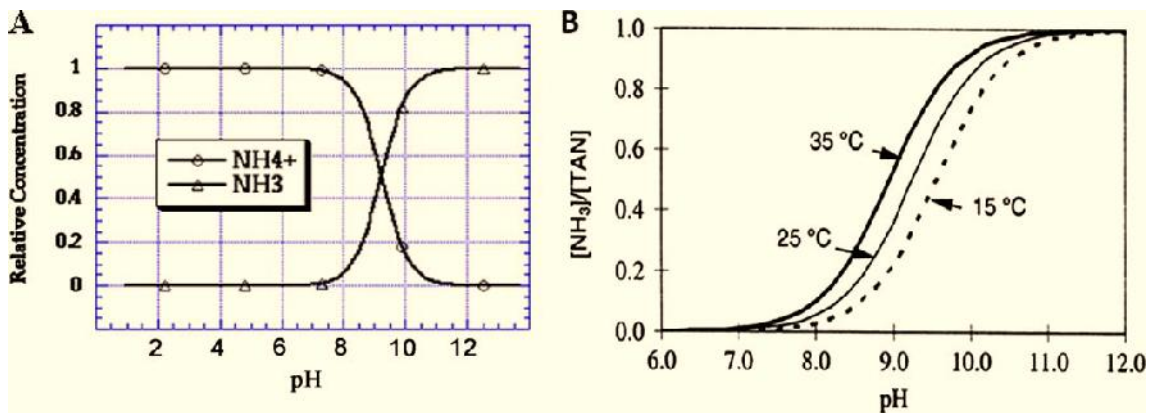 A
Relative Concentration
1
0.8
0.6
0.4
0.2
0
NH4+
NH3
2 4 6 8 10 12
pH
B
[NH₃]/[TAN]
1.0
0.8
0.6
0.4
0.2
0.0
35 °C
25 °C
15 °C
6.0 7.0 8.0 9.0 10.0 11.0 12.0
pH